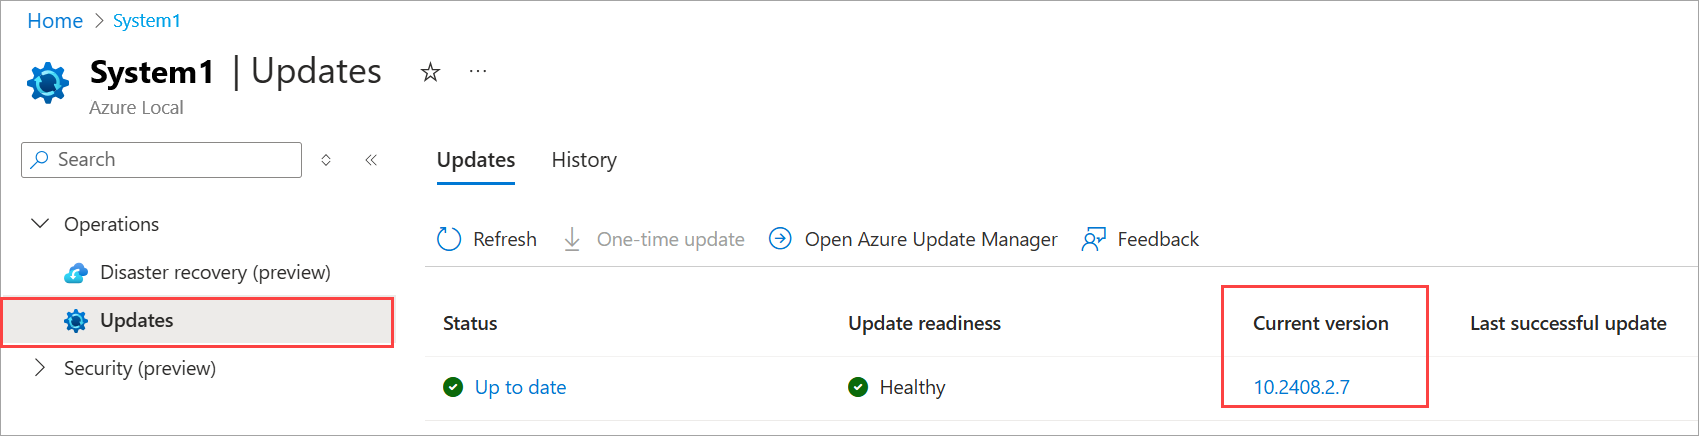 Home > System1
System1 | Updates ...
Azure Local
Search
Updates History
Operations
Refresh One-time update Open Azure Update Manager Feedback
Disaster recovery (preview)
Updates
Security (preview)
Status Update readiness Current version Last successful update
Up to date Healthy 10.2408.2.7